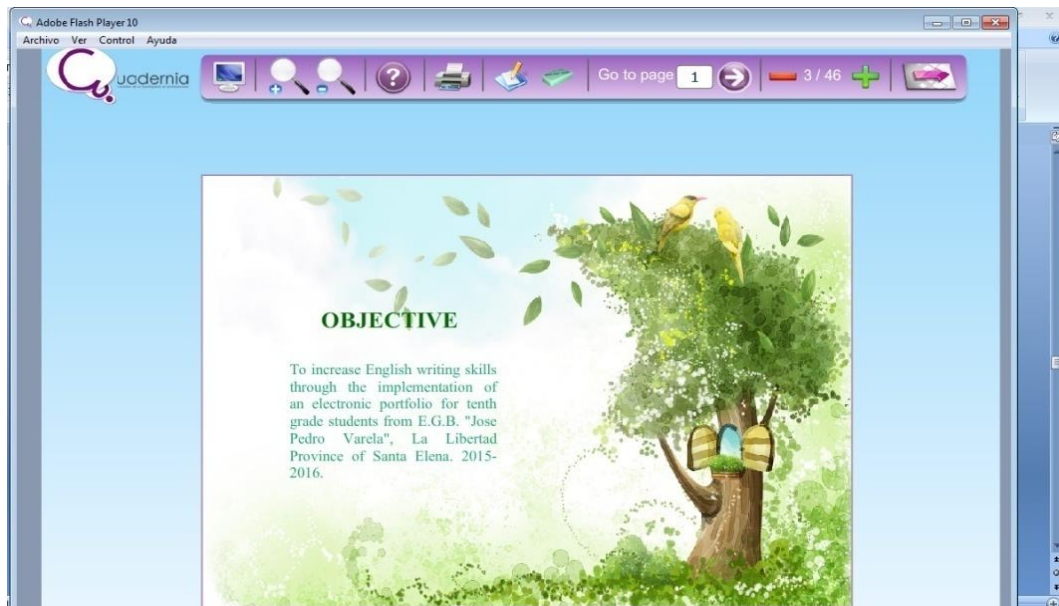 Adobe Flash Player 10
Archivo Ver Control Ayuda
Cu.
uadernia
Go to page 1
3 / 46
OBJECTIVE
To increase English writing skills
through the implementation of
an electronic portfolio for tenth
grade students from E.G.B. "Jose
Pedro Varela", La Libertad
Province of Santa Elena. 2015-
2016.